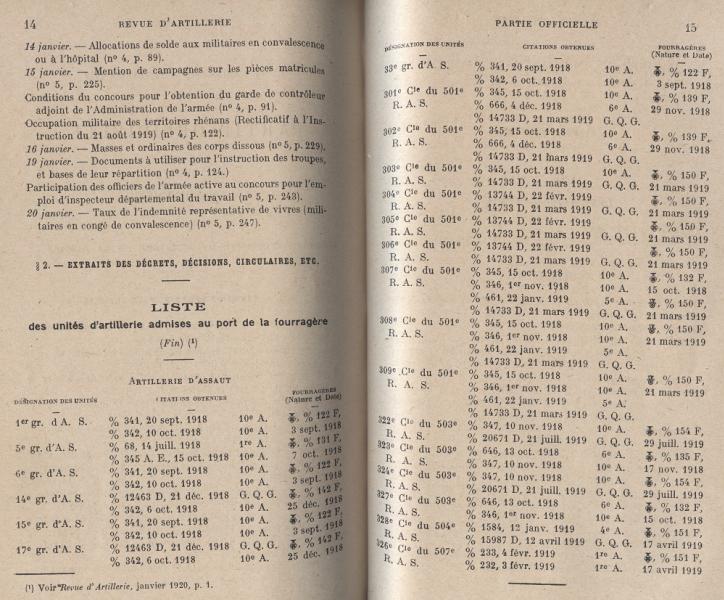 14 REVUE D'ARTILLERIE
14 janvier. — Allocations de solde aux militaires en convalescence
ou à l'hôpital (n° 4, p. 89).
15 janvier. — Mention de campagnes sur les pièces matricules
(n° 5, p. 225).
Conditions du concours pour l'obtention du garde de contrôleur
adjoint de l'Administration de l'armée (n° 4, p. 91).
Occupation militaire des territoires rhénans (Rectificatif à l'Ins-
truction du 21 août 1919) (n° 4, p. 122).
16 janvier. — Masses et ordinaires des corps dissous (n° 5, p. 229).
19 janvier. — Documents à utiliser pour l'instruction des troupes,
et bases de leur répartition (n° 4, p. 124.)
Participation des officiers de l'armée active au concours pour l'em-
ploi d'inspecteur départemental du travail (n° 5, p. 243).
20 janvier. — Taux de l'indemnité représentative de vivres (mili-
taires en congé de convalescence) (n° 5, p. 247).
§ 2. — EXTRAITS DES DÉCRETS, DÉCISIONS, CIRCULAIRES, ETC.
LISTE
des unités d'artillerie admises au port de la fourragère
(Fin) (¹)
ARTILLERIE D'ASSAUT
DÉSIGNATION DES UNITÉS CITATIONS OBTENUES FOURRAGÈRES
(Nature et Date)
1er gr. d A. S. % 341, 20 sept. 1918 10e A. % 122 F,
% 342, 10 oct. 1918 10e A. 3 sept. 1918
5e gr. d'A. S. % 68, 14 juill. 1918 1re A. % 131 F,
% 345 A. E., 15 oct. 1918 10e A. 7 oct. 1918
6e gr. d'A. S. % 341, 20 sept. 1918 10e A. % 122 F,
% 342, 10 oct. 1918 10e A. 3 sept. 1918
14e gr. d'A. S. % 12463 D, 21 déc. 1918 G. Q. G. % 142 F,
% 342, 6 oct. 1918 10e A. 25 déc. 1918
15e gr. d'A. S. % 341, 20 sept. 1918 10e A. % 122 F,
% 342, 10 oct. 1918 10e A. 3 sept. 1918
17e gr. d'A. S. % 12463 D, 21 déc. 1918 G. Q. G. % 142 F,
% 342, 6 oct. 1918 10e A. 25 déc. 1918
(¹) Voir Revue d'Artillerie, janvier 1920, p. 1.
PARTIE OFFICIELLE 15
DÉSIGNATION DES UNITÉS CITATIONS OBTENUES FOURRAGÈRES
(Nature et Date)
33e gr. d'A. S. % 341, 20 sept. 1918 10e A. % 122 F,
% 342, 6 oct. 1918 10e A. 3 sept. 1918
301e Cie du 501e % 345, 15 oct. 1918 10e A. % 139 F,
R. A. S. % 666, 4 déc. 1918 6e A. 29 nov. 1918
% 14733 D, 21 mars 1919 G. Q. G.
302e Cie du 501e % 345, 15 oct. 1918 10e A. % 139 F,
R. A. S. % 666, 4 déc. 1918 6e A. 29 nov. 1918
% 14733 D, 21 mars 1919 G. Q. G.
303e Cie du 501e % 345, 15 oct. 1918 10e A. % 150 F,
R. A. S. % 14733 D, 21 mars 1919 G. Q. G. 21 mars 1919
304e Cie du 501e % 13744 D, 22 févr. 1919 % 150 F,
R. A. S. % 14733 D, 21 mars 1919 G. Q. G. 21 mars 1919
305e Cie du 501e % 13744 D, 22 févr. 1919 % 150 F,
R. A. S. % 14733 D, 21 mars 1919 G. Q. G. 21 mars 1919
306e Cie du 501e % 13744 D, 22 févr. 1919 % 150 F,
R. A. S. % 14733 D, 21 mars 1919 G. Q. G. 21 mars 1919
307e Cie du 501e % 345, 15 oct. 1918 10e A. % 132 F,
R. A. S. % 346, 1er nov. 1918 10e A. 15 oct. 1918
% 461, 22 janv. 1919 5e A. % 150 F,
% 14733 D, 21 mars 1919 G. Q. G. 21 mars 1919
308e Cie du 501e % 345, 15 oct. 1918 10e A. % 150 F,
R. A. S. % 346, 1er nov. 1918 10e A. 21 mars 1919
% 461, 22 janv. 1919 5e A.
% 14733 D, 21 mars 1919 G. Q. G.
309e Cie du 501e % 345, 15 oct. 1918 10e A. % 150 F,
R. A. S. % 346, 1er nov. 1918 10e A. 21 mars 1919
% 461, 22 janv. 1919 5e A.
% 14733 D, 21 mars 1919 G. Q. G.
322e Cie du 503e % 347, 10 nov. 1918 10e A. % 154 F,
R. A. S. % 20671 D, 21 juill. 1919 G. Q. G. 29 juill. 1919
323e Cie du 503e % 646, 13 oct. 1918 6e A. % 135 F,
R. A. S. % 347, 10 nov. 1918 10e A. 17 nov. 1918
324e Cie du 503e % 347, 10 nov. 1918 10e A. % 154 F,
R. A. S. % 20671 D, 21 juill. 1919 G. Q. G. 29 juill. 1919
327e Cie du 503e % 646, 13 oct. 1918 6e A. % 132 F,
R. A. S. % 346, 1er nov. 1918 10e A. 15 oct. 1918
328e Cie du 504e % 1584, 12 janv. 1919 4e A. % 151 F,
R. A. S. % 15987 D, 12 avril 1919 G. Q. G. 17 avril 1919
326e Cie du 507e % 233, 4 févr. 1919 1re A. % 151 F,
R. A. S. % 232, 3 févr. 1919 1re A. 17 avril 1919